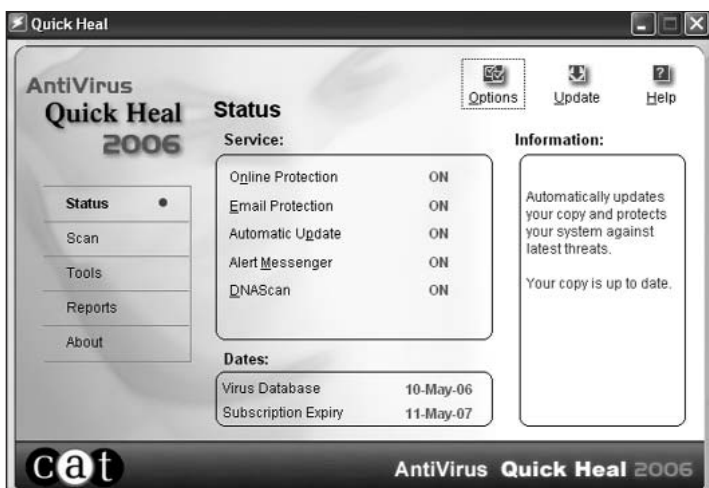 Quick Heal
AntiVirus
Quick Heal
2006
Options Update Help
Status
Status
Scan
Tools
Reports
About
Service:
Online Protection ON
Email Protection ON
Automatic Update ON
Alert Messenger ON
DNAScan ON
Dates:
Virus Database 10-May-06
Subscription Expiry 11-May-07
Information:
Automatically updates
your copy and protects
your system against
latest threats.
Your copy is up to date.
cat
AntiVirus Quick Heal 2006